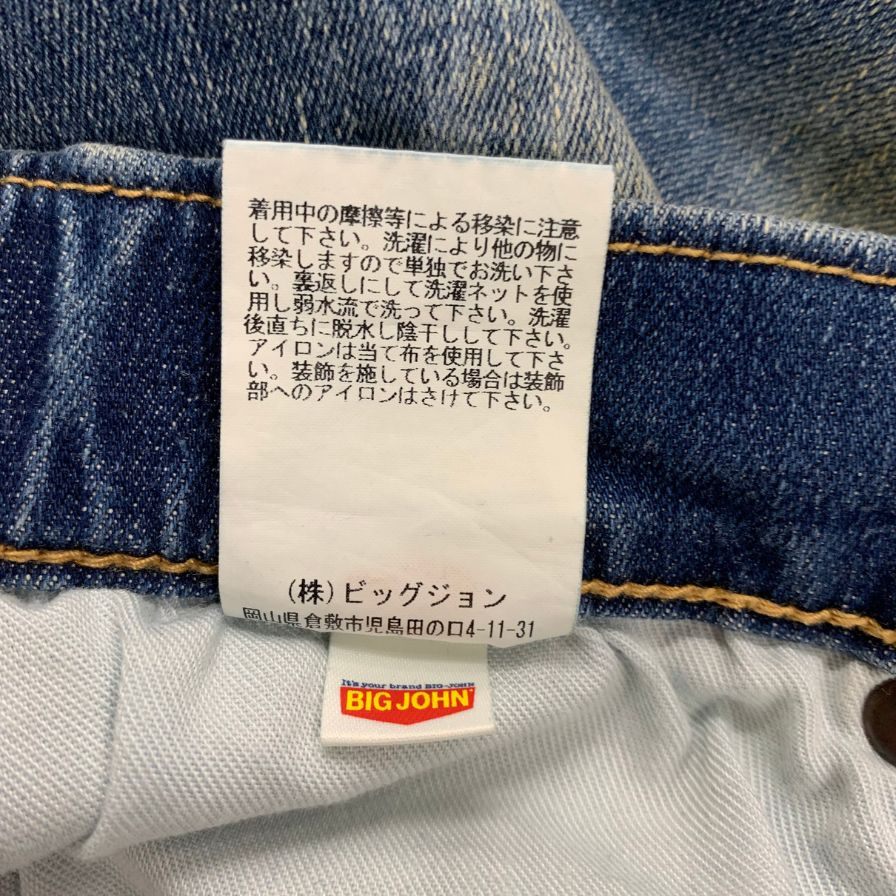 着用中の摩擦等による移染に注意
して下さい。洗濯により他の物に
移染しますので単独でお洗い下さ
い。裏返しにして洗濯ネットを使
用し弱水流で洗って下さい。洗濯
後直ちに脱水し陰干しして下さい。
アイロンは当て布を使用して下さ
い。装飾を施している場合は装飾
部へのアイロンはさけて下さい。
(株)ビッグジョン
岡山県倉敷市児島田の口4-11-31
It's your brand BIG-JOHN
BIG JOHN